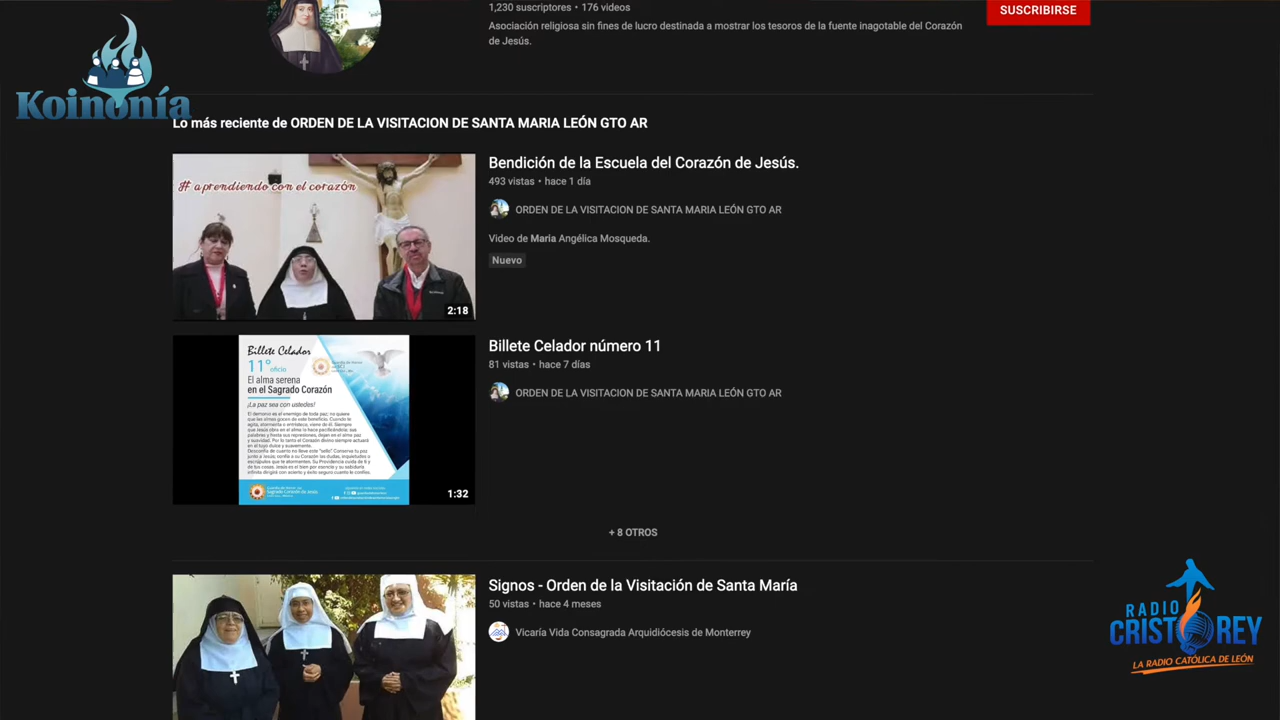 1,230 suscriptores • 176 videos
SUSCRIBIRSE
Asociación religiosa sin fines de lucro destinada a mostrar los tesoros de la fuente inagotable del Corazón
de Jesús.
Koinonía
Lo más reciente de ORDEN DE LA VISITACION DE SANTA MARIA LEÓN GTO AR
# aprendiendo con el corazón
2:18
Bendición de la Escuela del Corazón de Jesús.
493 vistas • hace 1 día
ORDEN DE LA VISITACION DE SANTA MARIA LEÓN GTO AR
Video de Maria Angélica Mosqueda.
Nuevo
Billete Celador
11° oficio
El alma serena
en el Sagrado Corazón
¡La paz sea con ustedes!
Sagrado Corazón de Jesús
1:32
Billete Celador número 11
81 vistas • hace 7 días
ORDEN DE LA VISITACION DE SANTA MARIA LEÓN GTO AR
+ 8 OTROS
Signos - Orden de la Visitación de Santa María
50 vistas • hace 4 meses
Vicaría Vida Consagrada Arquidiócesis de Monterrey
RADIO
CRISTO REY
LA RADIO CATÓLICA DE LEÓN